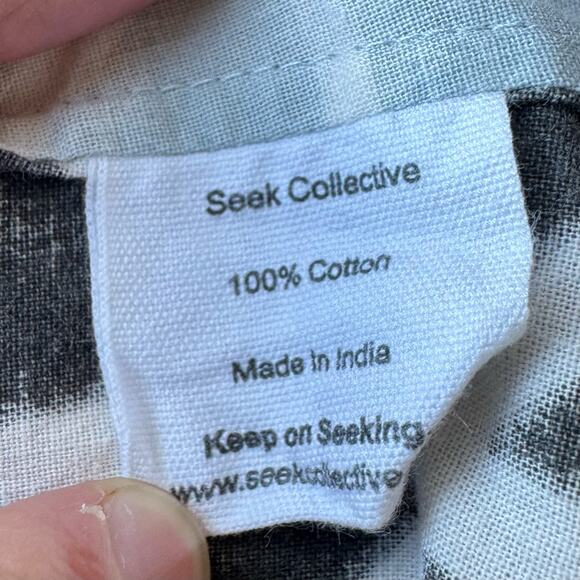 Seek Collective
100% Cotton
Made in India
Keep on Seeking
www.seekcollective